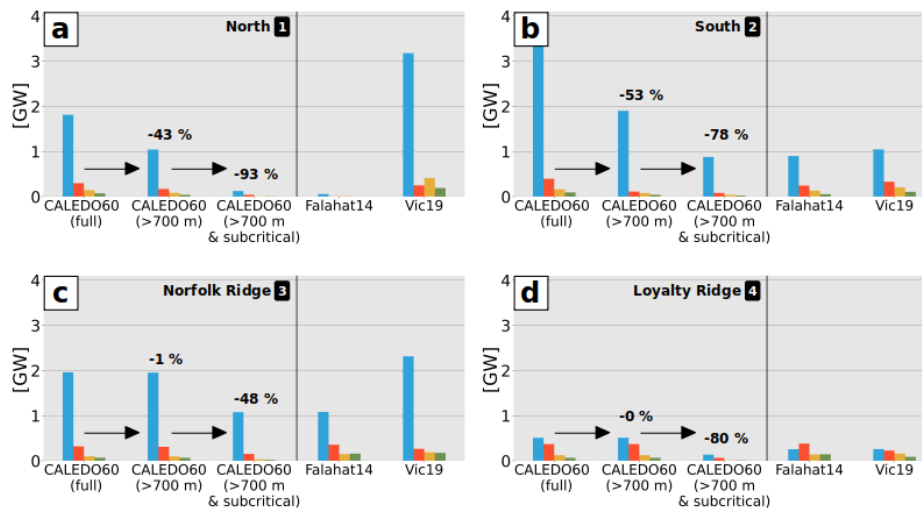 a
North 1
[GW]
4
3
2
1
0
-43 %
-93 %
CALEDO60
(full)
CALEDO60
(>700 m)
CALEDO60
(>700 m
& subcritical)
Falahat14
Vic19
b
South 2
[GW]
4
3
2
1
0
-53 %
-78 %
CALEDO60
(full)
CALEDO60
(>700 m)
CALEDO60
(>700 m
& subcritical)
Falahat14
Vic19
c
Norfolk Ridge 3
[GW]
4
3
2
1
0
-1 %
-48 %
CALEDO60
(full)
CALEDO60
(>700 m)
CALEDO60
(>700 m
& subcritical)
Falahat14
Vic19
d
Loyalty Ridge 4
[GW]
4
3
2
1
0
-0 %
-80 %
CALEDO60
(full)
CALEDO60
(>700 m)
CALEDO60
(>700 m
& subcritical)
Falahat14
Vic19